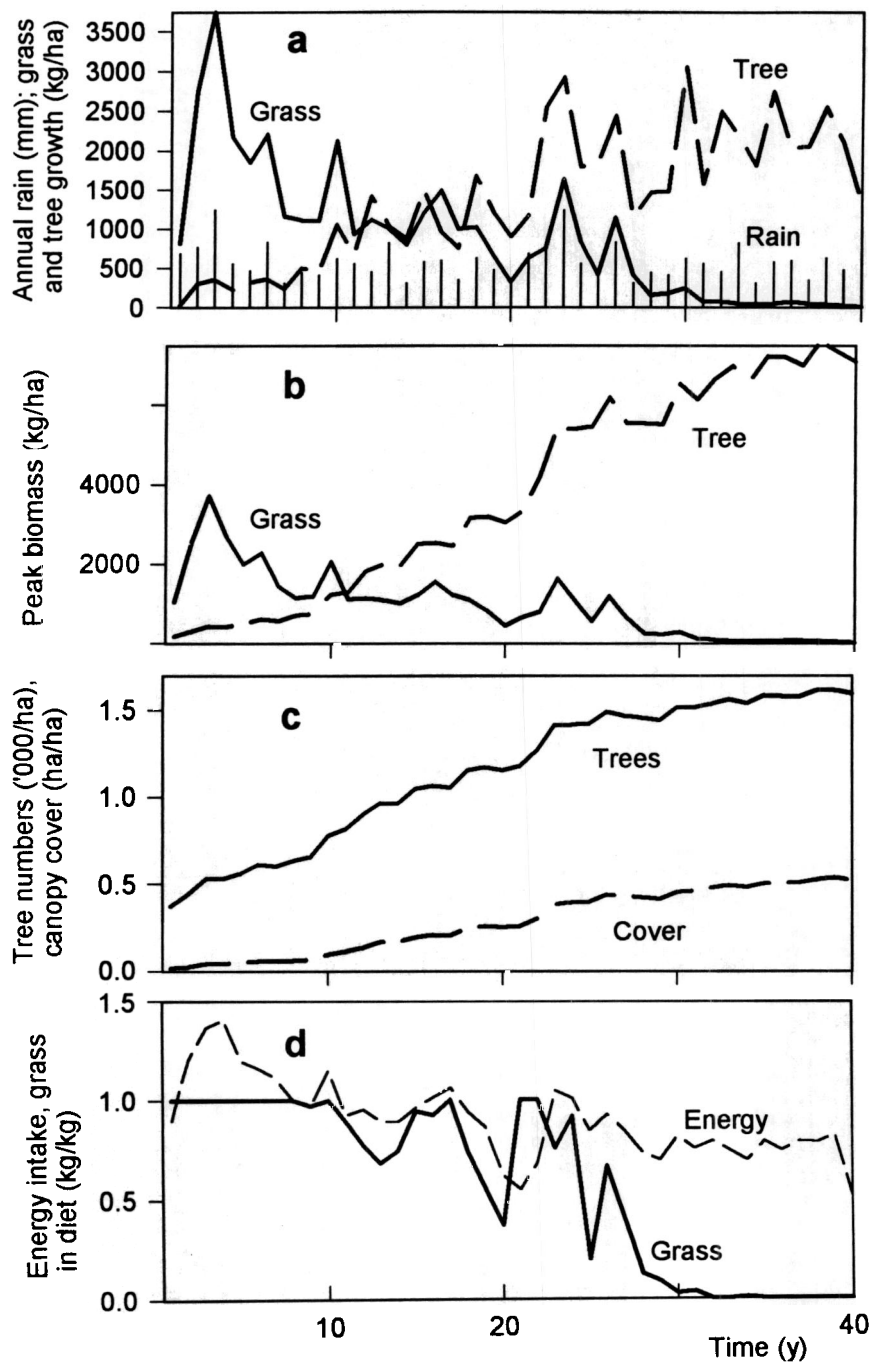 Annual rain (mm); grass
and tree growth (kg/ha)
3500
3000
2500
2000
1500
1000
500
0
a
Grass
Tree
Rain
Peak biomass (kg/ha)
4000
2000
b
Grass
Tree
Tree numbers ('000/ha),
canopy cover (ha/ha)
1.5
1.0
0.5
0.0
c
Trees
Cover
Energy intake, grass
in diet (kg/kg)
1.5
1.0
0.5
0.0
d
Energy
Grass
10
20
40
Time (y)